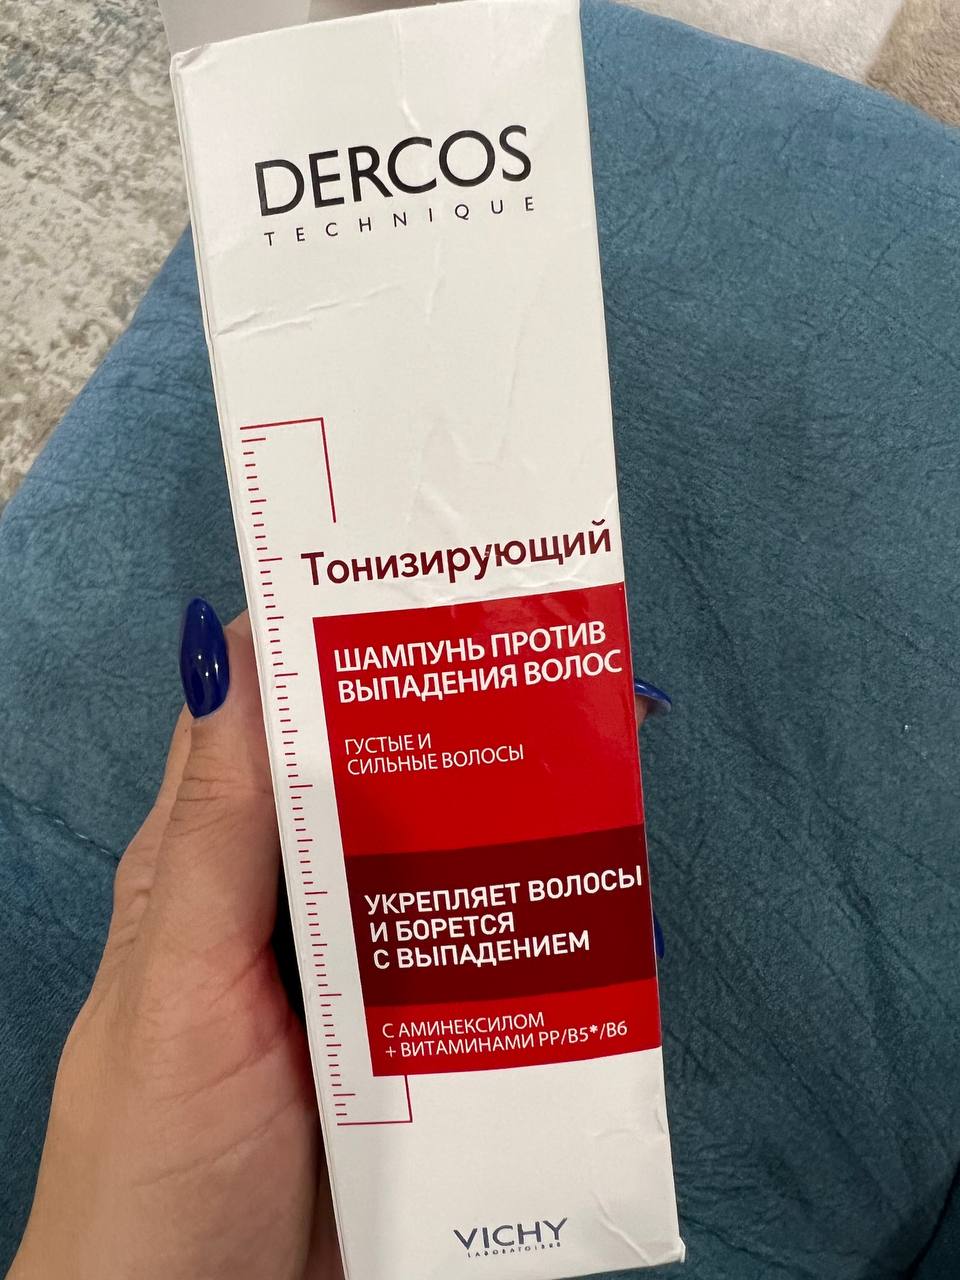 DERCOS
TECHNIQUE
Тонизирующий
ШАМПУНЬ ПРОТИВ
ВЫПАДЕНИЯ ВОЛОС
ГУСТЫЕ И
СИЛЬНЫЕ ВОЛОСЫ
УКРЕПЛЯЕТ ВОЛОСЫ
И БОРЕТСЯ
С ВЫПАДЕНИЕМ
С АМИНЕКСИЛОМ
+ ВИТАМИНАМИ PP/B5*/B6
VICHY
LABORATOIRES